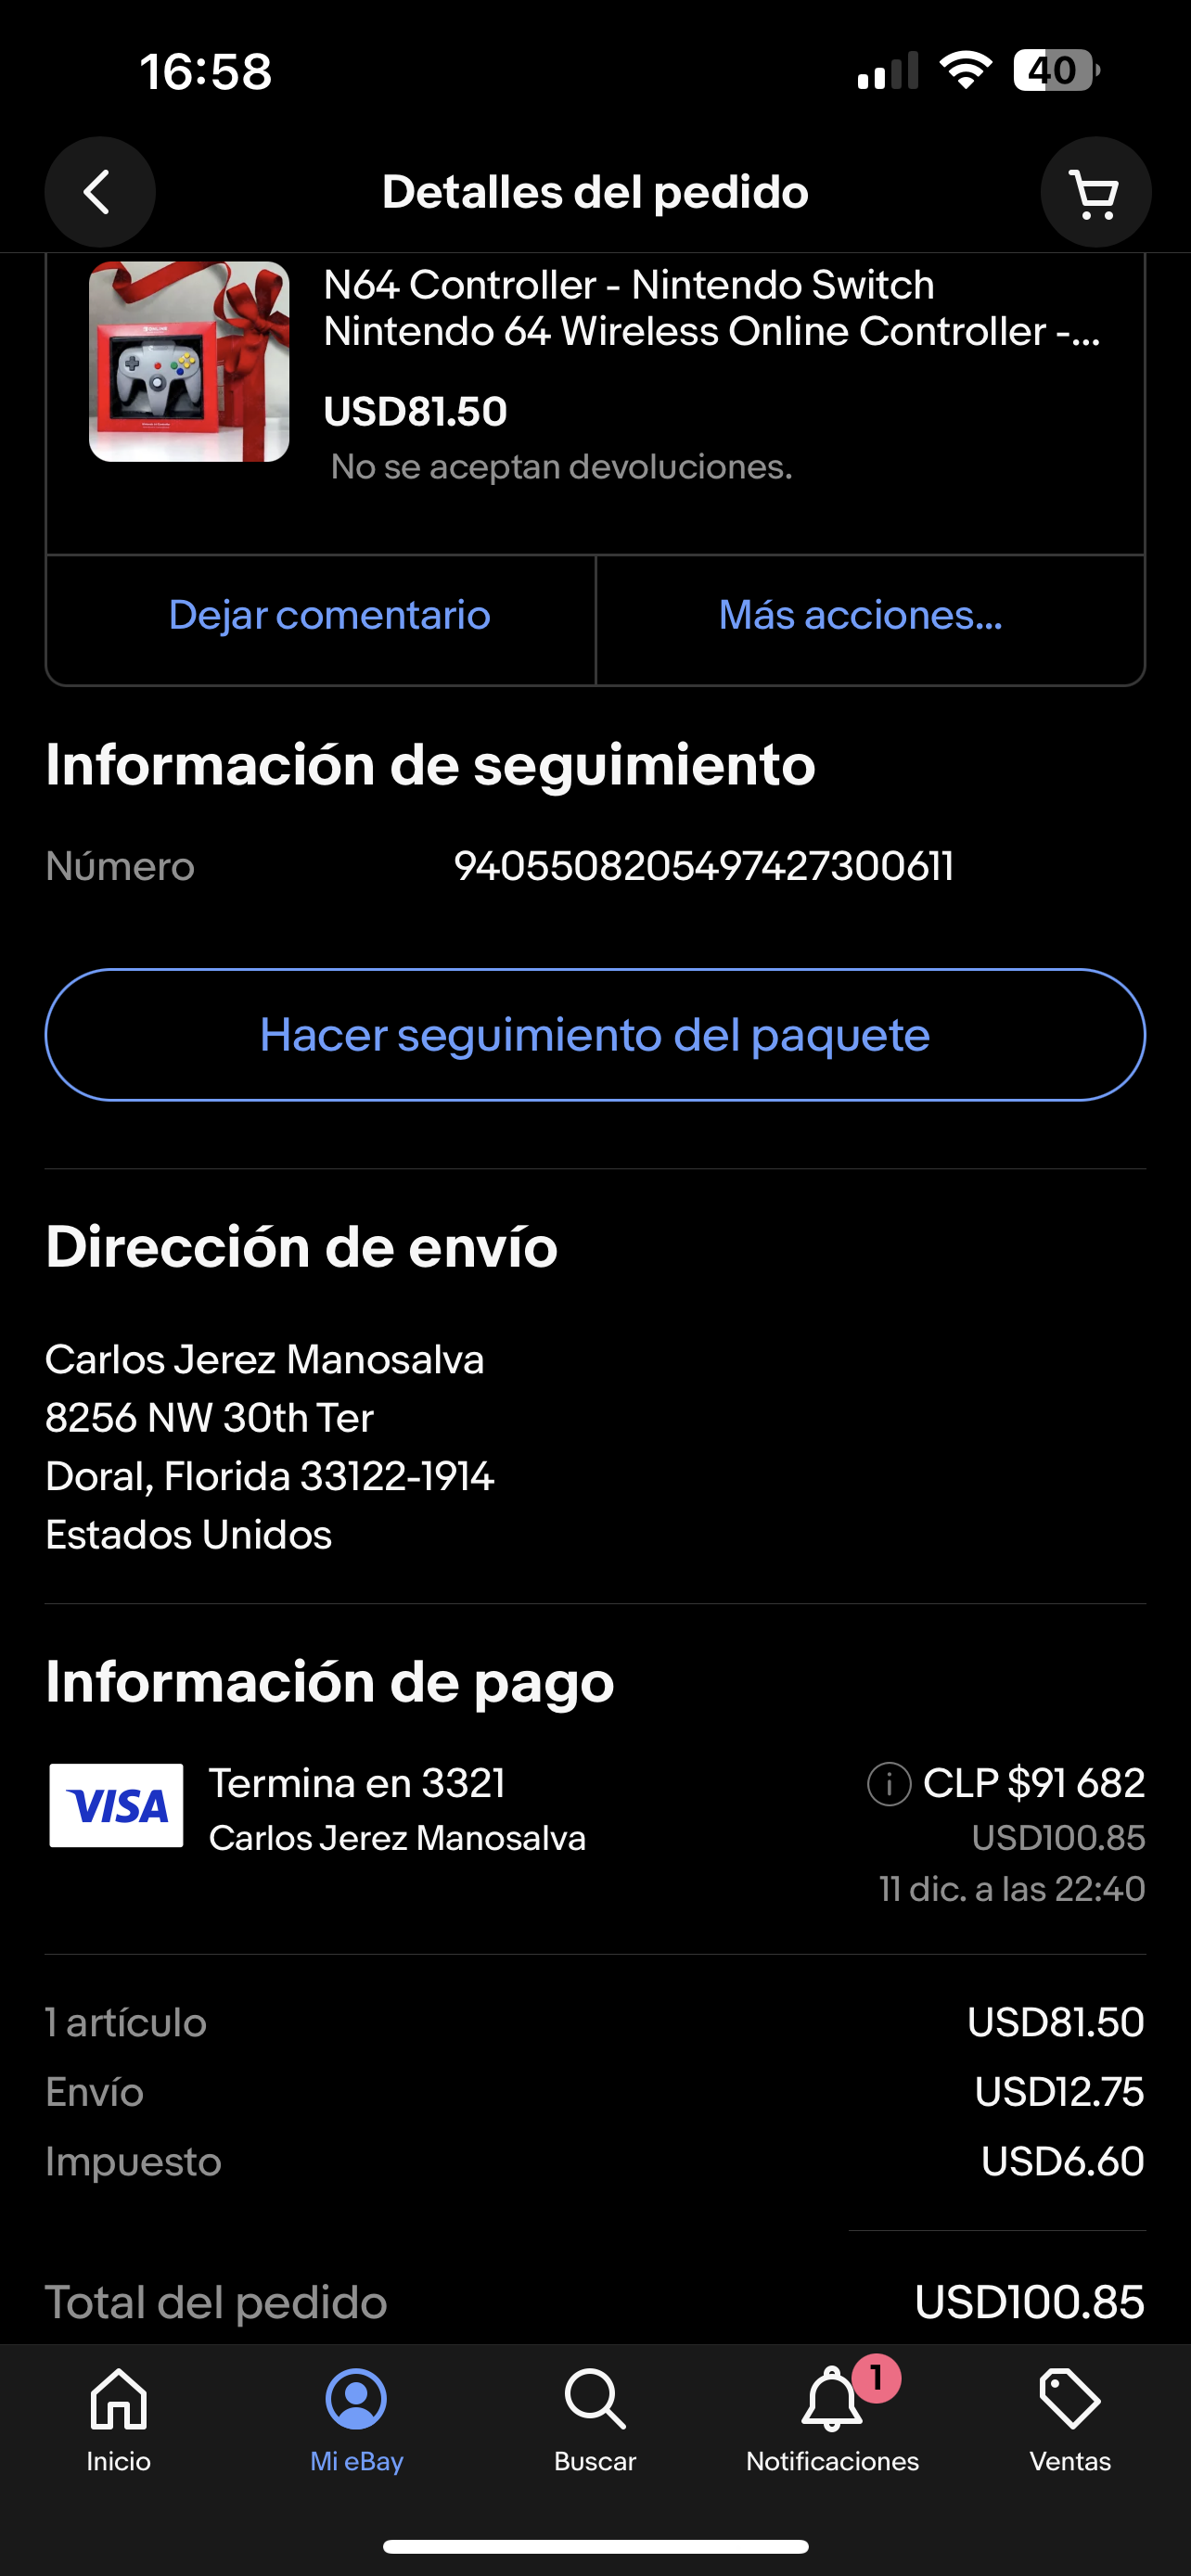 16:58
40
Detalles del pedido
N64 Controller - Nintendo Switch
Nintendo 64 Wireless Online Controller -...
USD81.50
No se aceptan devoluciones.
Dejar comentario
Más acciones...
Información de seguimiento
Número 9405508205497427300611
Hacer seguimiento del paquete
Dirección de envío
Carlos Jerez Manosalva
8256 NW 30th Ter
Doral, Florida 33122-1914
Estados Unidos
Información de pago
VISA Termina en 3321 CLP $91 682
Carlos Jerez Manosalva USD100.85
11 dic. a las 22:40
1 artículo USD81.50
Envío USD12.75
Impuesto USD6.60
Total del pedido USD100.85
1
Inicio Mi eBay Buscar Notificaciones Ventas